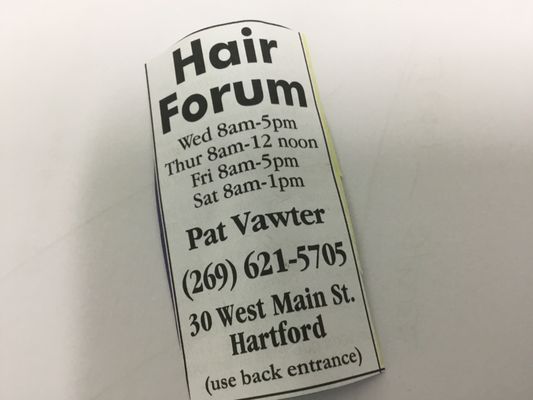 Hair
Forum
Wed 8am-5pm
Thur 8am-12 noon
Fri 8am-5pm
Sat 8am-1pm
Pat Vawter
(269) 621-5705
30 West Main St.
Hartford
(use back entrance)